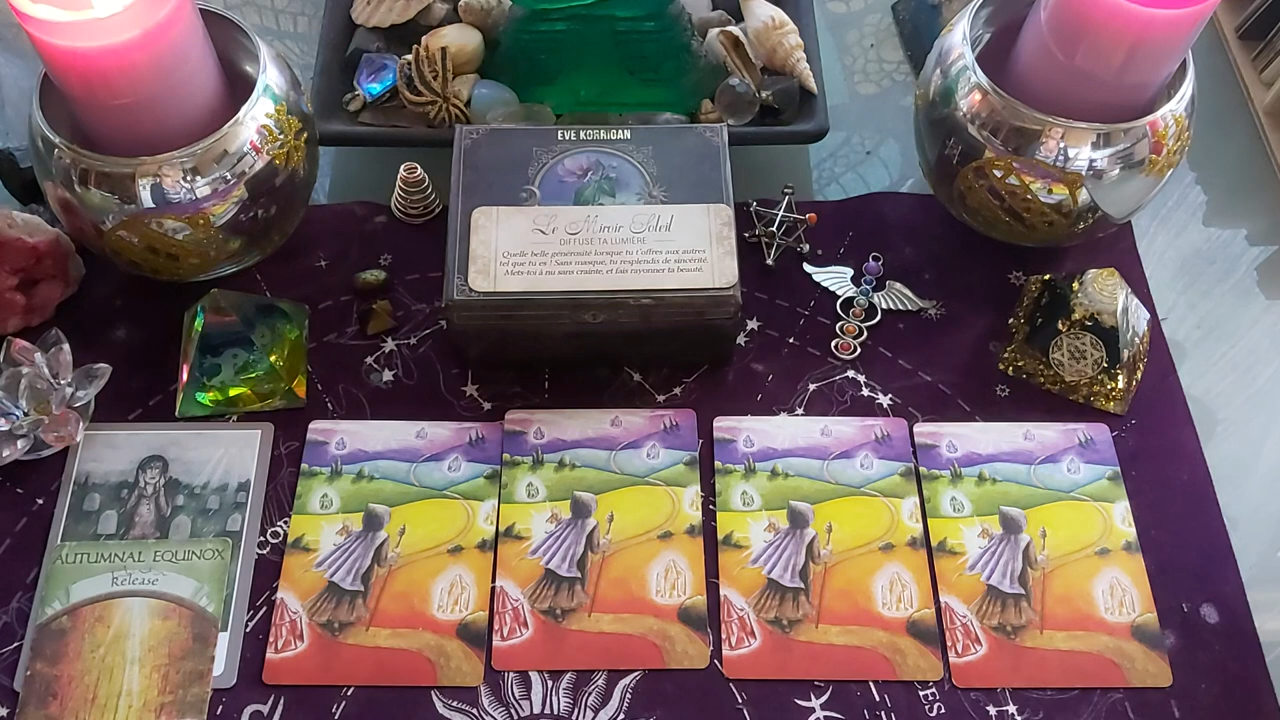 EVE KORRIGAN
Le Miroir Soleil
DIFFUSE TA LUMIÈRE
Quelle belle générosité lorsque tu t'offres aux autres
tel que tu es ! Sans masque, tu resplendis de sincérité.
Mets-toi à nu sans crainte, et fais rayonner ta beauté.
AUTUMNAL EQUINOX
Release
COR